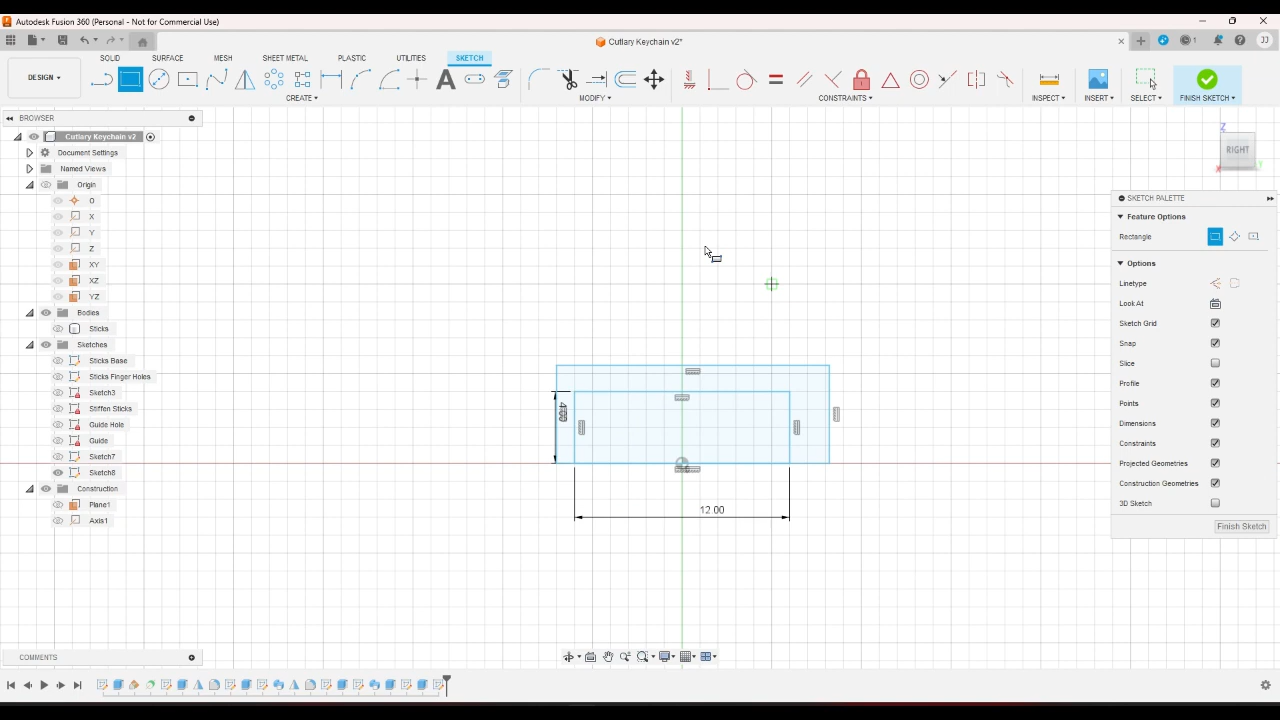 Autodesk Fusion 360 (Personal - Not for Commercial Use)
Cutlary Keychain v2*
1
JJ
DESIGN
SOLID
SURFACE
MESH
SHEET METAL
PLASTIC
UTILITIES
SKETCH
CREATE
MODIFY
CONSTRAINTS
INSPECT
INSERT
SELECT
FINISH SKETCH
BROWSER
Cutlary Keychain v2
Document Settings
Named Views
Origin
O
X
Y
Z
XY
XZ
YZ
Bodies
Sticks
Sketches
Sticks Base
Sticks Finger Holes
Sketch3
Stiffen Sticks
Guide Hole
Guide
Sketch7
Sketch8
Construction
Plane1
Axis1
12.00
Z
RIGHT
X
Y
SKETCH PALETTE
Feature Options
Rectangle
Options
Linetype
Look At
Sketch Grid
Snap
Slice
Profile
Points
Dimensions
Constraints
Projected Geometries
Construction Geometries
3D Sketch
Finish Sketch
COMMENTS